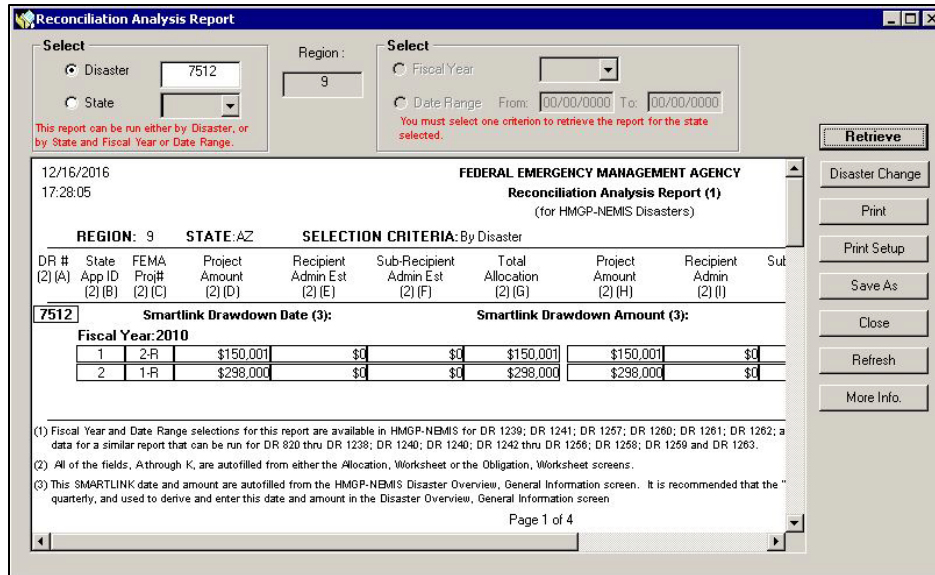 Reconciliation Analysis Report
Select
Disaster 7512
State
This report can be run either by Disaster, or
by State and Fiscal Year or Date Range.
Region :
9
Select
Fiscal Year
Date Range From: 00/00/0000 To: 00/00/0000
You must select one criterion to retrieve the report for the state
selected.
Retrieve
Disaster Change
Print
Print Setup
Save As
Close
Refresh
More Info.
12/16/2016 FEDERAL EMERGENCY MANAGEMENT AGENCY
17:28:05 Reconciliation Analysis Report (1)
(for HMGP-NEMIS Disasters)
REGION: 9 STATE:AZ SELECTION CRITERIA:By Disaster
DR # State FEMA Project Recipient Sub-Recipient Total Project Recipient Sul
(2) (A) App ID Proj# Amount Admin Est Admin Est Allocation Amount Admin
(2) (B) (2) (C) (2) (D) (2) (E) (2) (F) (2) (G) (2) (H) (2) (I)
7512 Smartlink Drawdown Date (3): Smartlink Drawdown Amount (3):
Fiscal Year:2010
1 2-R $150,001 $0 $0 $150,001 $150,001 $0
2 1-R $298,000 $0 $0 $298,000 $298,000 $0
(1) Fiscal Year and Date Range selections for this report are available in HMGP-NEMIS for DR 1239; DR 1241; DR 1257; DR 1260; DR 1261; DR 1262; a
data for a similar report that can be run for DR 820 thru DR 1238; DR 1240; DR 1240; DR 1242 thru DR 1256; DR 1258; DR 1259 and DR 1263.
(2) All of the fields, A through K, are autofilled from either the Allocation, Worksheet or the Obligation, Worksheet screens.
(3) This SMARTLINK date and amount are autofilled from the HMGP-NEMIS Disaster Overview, General Information screen. It is recommended that the "
quarterly, and used to derive and enter this date and amount in the Disaster Overview, General Information screen
Page 1 of 4